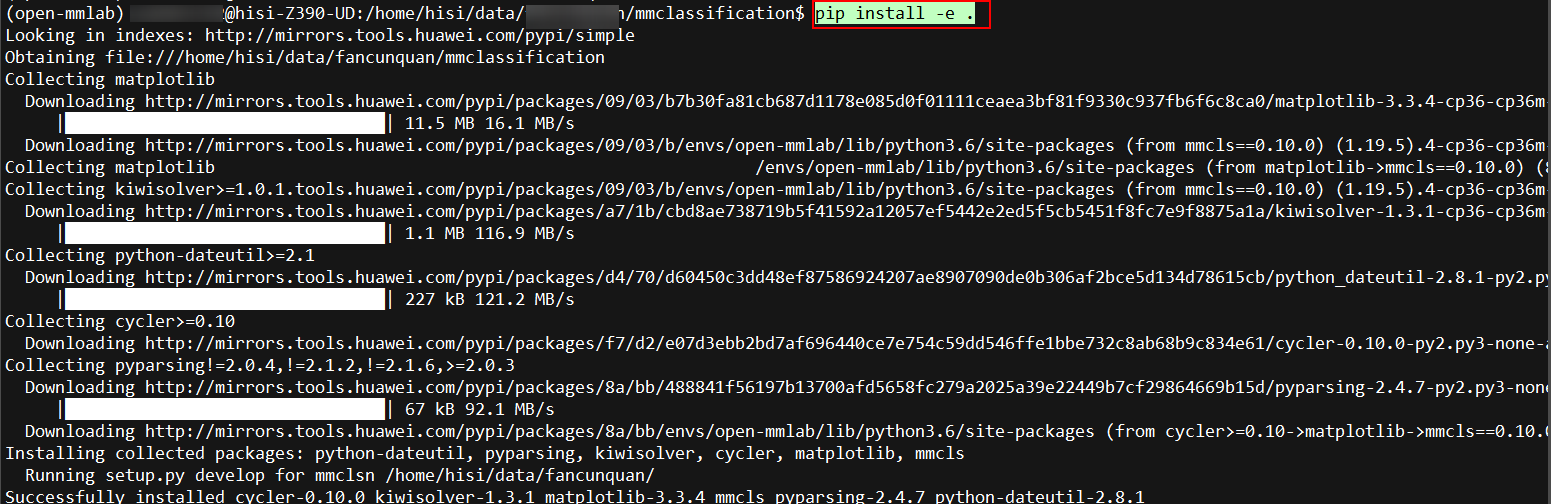 (open-mmlab) @hisi-Z390-UD:/home/hisi/data/ n/mmclassification$ pip install -e .
Looking in indexes: http://mirrors.tools.huawei.com/pypi/simple
Obtaining file:///home/hisi/data/fancunquan/mmclassification
Collecting matplotlib
Downloading http://mirrors.tools.huawei.com/pypi/packages/09/03/b7b30fa81cb687d1178e085d0f01111ceaea3bf81f9330c937fb6f6c8ca0/matplotlib-3.3.4-cp36-cp36m-
|| 11.5 MB 16.1 MB/s
Downloading http://mirrors.tools.huawei.com/pypi/packages/09/03/b/envs/open-mmlab/lib/python3.6/site-packages (from mmcls==0.10.0) (1.19.5).4-cp36-cp36m-
Collecting matplotlib /envs/open-mmlab/lib/python3.6/site-packages (from matplotlib->mmcls==0.10.0) (8
Collecting kiwisolver>=1.0.1.tools.huawei.com/pypi/packages/09/03/b/envs/open-mmlab/lib/python3.6/site-packages (from mmcls==0.10.0) (1.19.5).4-cp36-cp36m-
Downloading http://mirrors.tools.huawei.com/pypi/packages/a7/1b/cbd8ae738719b5f41592a12057ef5442e2ed5f5cb5451f8fc7e9f8875a1a/kiwisolver-1.3.1-cp36-cp36m-
|| 1.1 MB 116.9 MB/s
Collecting python-dateutil>=2.1
Downloading http://mirrors.tools.huawei.com/pypi/packages/d4/70/d60450c3dd48ef87586924207ae8907090de0b306af2bce5d134d78615cb/python_dateutil-2.8.1-py2.py
|| 227 kB 121.2 MB/s
Collecting cycler>=0.10
Downloading http://mirrors.tools.huawei.com/pypi/packages/f7/d2/e07d3ebb2bd7af696440ce7e754c59dd546ffe1bbe732c8ab68b9c834e61/cycler-0.10.0-py2.py3-none-a
Collecting pyparsing!=2.0.4,!=2.1.2,!=2.1.6,>=2.0.3
Downloading http://mirrors.tools.huawei.com/pypi/packages/8a/bb/488841f56197b13700afd5658fc279a2025a39e22449b7cf29864669b15d/pyparsing-2.4.7-py2.py3-none
|| 67 kB 92.1 MB/s
Downloading http://mirrors.tools.huawei.com/pypi/packages/8a/bb/envs/open-mmlab/lib/python3.6/site-packages (from cycler>=0.10->matplotlib->mmcls==0.10.0
Installing collected packages: python-dateutil, pyparsing, kiwisolver, cycler, matplotlib, mmcls
Running setup.py develop for mmclsn /home/hisi/data/fancunquan/
Successfully installed cycler-0.10.0 kiwisolver-1.3.1 matplotlib-3.3.4 mmcls pyparsing-2.4.7 python-dateutil-2.8.1